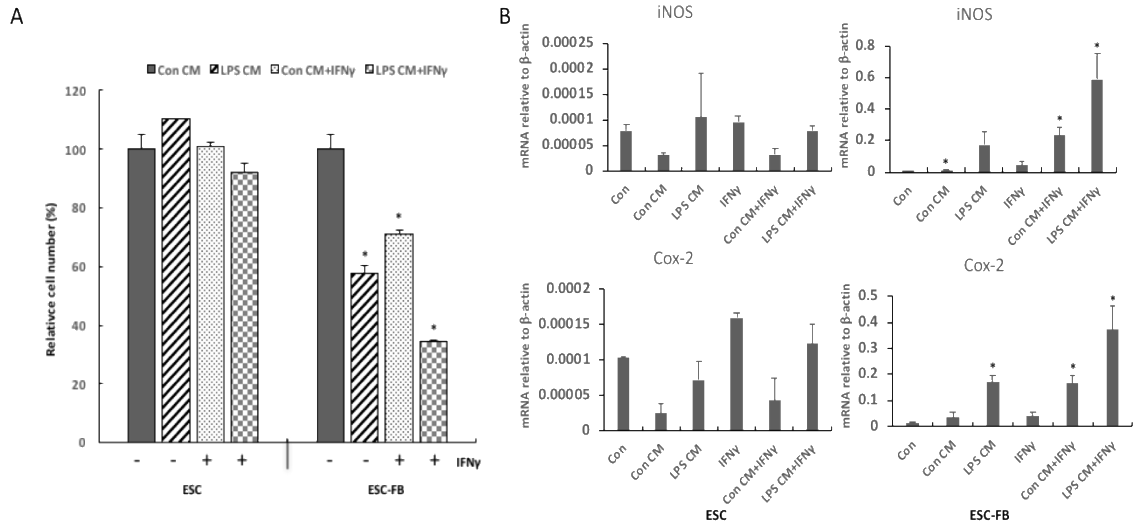 A
Con CM LPS CM Con CM+IFNγ LPS CM+IFNγ
Relativce cell number (%)
120
100
80
60
40
20
0
* * *
- - + + - + + IFNγ
ESC ESC-FB
B
iNOS
mRNA relative to β-actin
0.00025
0.0002
0.00015
0.0001
0.00005
0
Con Con CM LPS CM IFNγ Con CM+IFNγ LPS CM+IFNγ
iNOS
mRNA relative to β-actin
0.8
0.6
0.4
0.2
0
* * *
Con Con CM LPS CM IFNγ Con CM+IFNγ LPS CM+IFNγ
Cox-2
mRNA relative to β-actin
0.0002
0.00015
0.0001
0.00005
0
Con Con CM LPS CM IFNγ Con CM+IFNγ LPS CM+IFNγ
ESC
Cox-2
mRNA relative to β-actin
0.5
0.4
0.3
0.2
0.1
0
* * *
Con Con CM LPS CM IFNγ Con CM+IFNγ LPS CM+IFNγ
ESC-FB